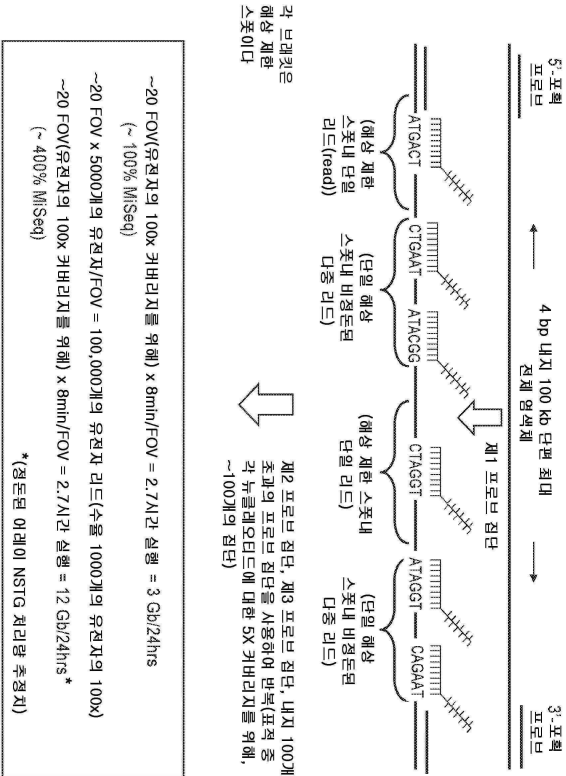 5'-포획
프로브
4 bp 내지 100 kb 단편 최대
전체 염색체
3'-포획
프로브
제1 프로브 집단
ATGACT
CTGAAT
ATACGG
CTAGGT
ATAGGT
CAGAAT
(해상 제한
스폿내 단일
리드(read))
(단일 해상
스폿내 비정돈된
다중 리드)
(해상 제한 스폿내
단일 리드)
(단일 해상
스폿내 비정돈된
다중 리드)
각 브래킷은
해상 제한
스폿이다
제2 프로브 집단, 제3 프로브 집단, 내지 100개
초과의 프로브 집단을 사용하여 반복(표적 중
각 뉴클레오티드에 대한 5X 커버리지를 위해,
~100개의 집단)
~20 FOV(유전자의 100x 커버리지를 위해) x 8min/FOV = 2.7시간 실행 = 3 Gb/24hrs
(~ 100% MiSeq)
~20 FOV x 5000개의 유전자/FOV = 100,000개의 유전자 리드(수율 1000개의 유전자의 100x)
~20 FOV(유전자의 100x 커버리지를 위해) x 8min/FOV = 2.7시간 실행 = 12 Gb/24hrs*
(~ 400% MiSeq)
*(정돈된 어레이 NSTG 처리량 추정치)